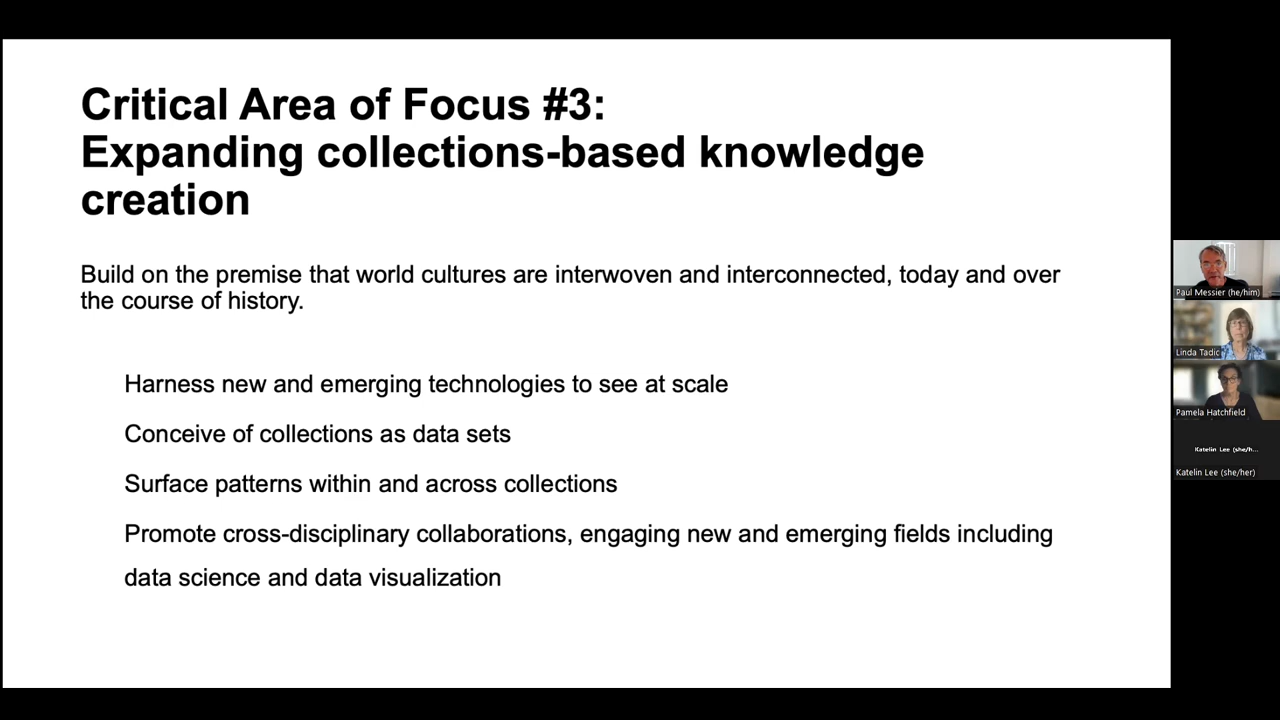 Critical Area of Focus #3:
Expanding collections-based knowledge
creation
Build on the premise that world cultures are interwoven and interconnected, today and over
the course of history.
Harness new and emerging technologies to see at scale
Conceive of collections as data sets
Surface patterns within and across collections
Promote cross-disciplinary collaborations, engaging new and emerging fields including
data science and data visualization
Paul Messier (he/him)
Linda Tadic
Pamela Hatchfield
Katelin Lee (she/h...
Katelin Lee (she/her)